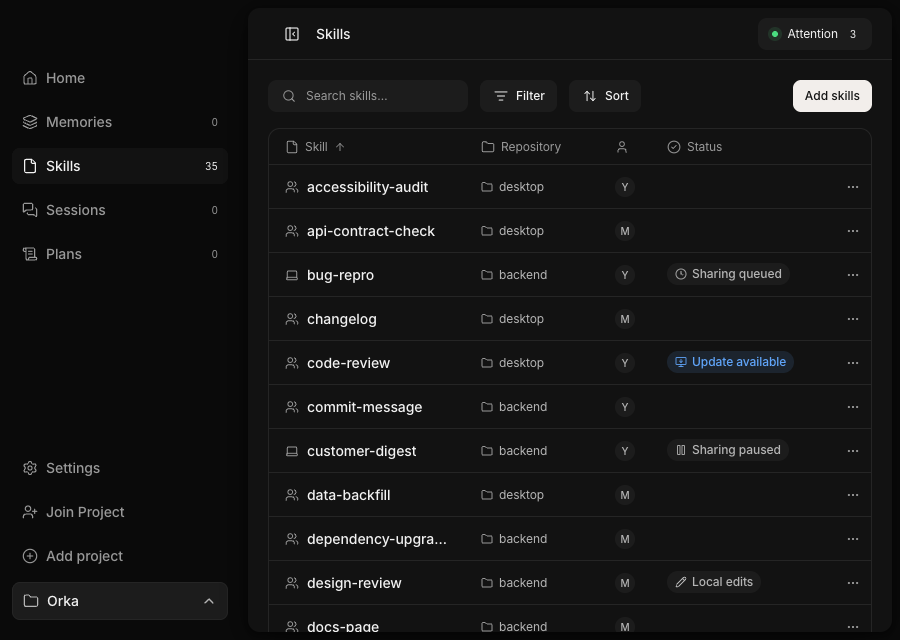 Home
Memories 0
Skills 35
Sessions 0
Plans 0
Settings
Join Project
Add project
Orka
Skills
Attention 3
Search skills...
Filter
Sort
Add skills
Skill Repository Status
accessibility-audit desktop Y
api-contract-check desktop M
bug-repro backend Y Sharing queued
changelog desktop M
code-review desktop Y Update available
commit-message backend Y
customer-digest backend Y Sharing paused
data-backfill desktop M
dependency-upgra... backend M
design-review backend M Local edits
docs-page backend M